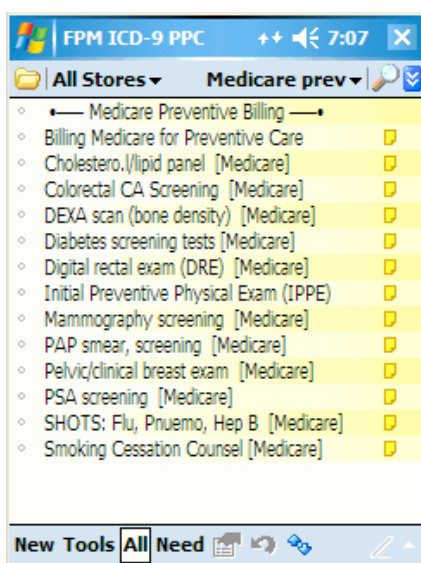 FPM ICD-9 PPC 7:07
All Stores Medicare prev
•— Medicare Preventive Billing —•
Billing Medicare for Preventive Care
Cholestero.l/lipid panel [Medicare]
Colorectal CA Screening [Medicare]
DEXA scan (bone density) [Medicare]
Diabetes screening tests [Medicare]
Digital rectal exam (DRE) [Medicare]
Initial Preventive Physical Exam (IPPE)
Mammography screening [Medicare]
PAP smear, screening [Medicare]
Pelvic/clinical breast exam [Medicare]
PSA screening [Medicare]
SHOTS: Flu, Pnuemo, Hep B [Medicare]
Smoking Cessation Counsel [Medicare]
New Tools All Need